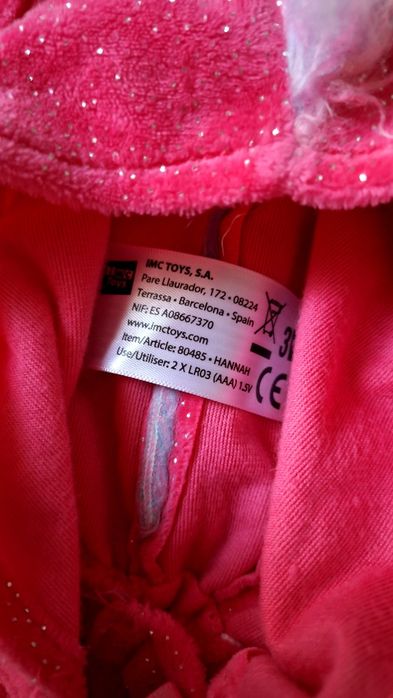 IMC TOYS, S.A.
Pare Llaurador, 172 • 08224
Terrassa • Barcelona • Spain
NIF: ES A08667370
www.imctoys.com
Item/Article: 80485 • HANNAH
Use/Utiliser: 2 X LR03 (AAA) 1.5V
CE